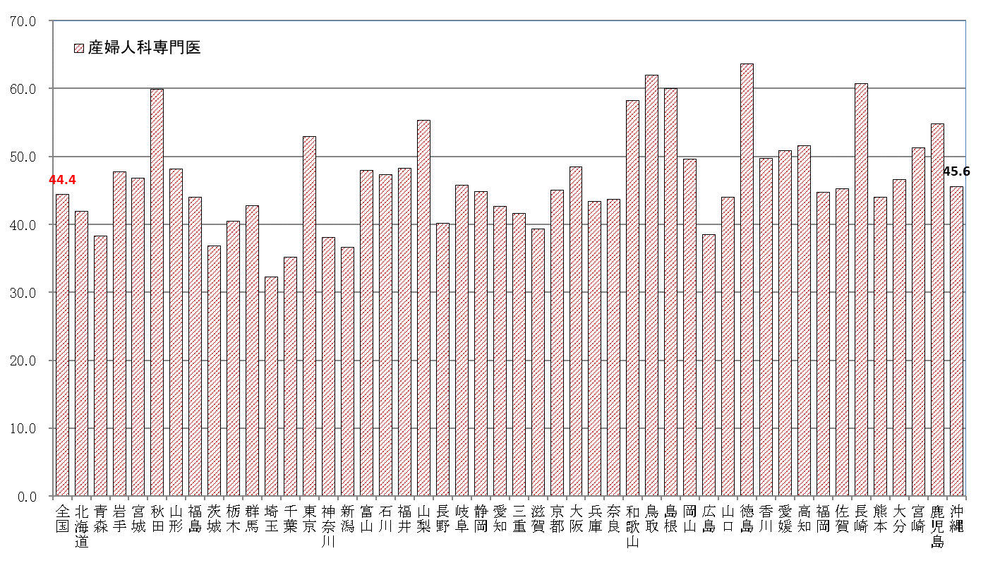 70.0
産婦人科専門医
60.0
50.0
44.4
45.6
40.0
30.0
20.0
10.0
0.0
全国
北海道
青森
岩手
宮城
秋田
山形
福島
茨城
栃木
群馬
埼玉
千葉
東京
神奈川
新潟
富山
石川
福井
山梨
長野
岐阜
静岡
愛知
三重
滋賀
京都
大阪
兵庫
奈良
和歌山
鳥取
島根
岡山
広島
山口
徳島
香川
愛媛
高知
福岡
佐賀
長崎
熊本
大分
宮崎
鹿児島
沖縄